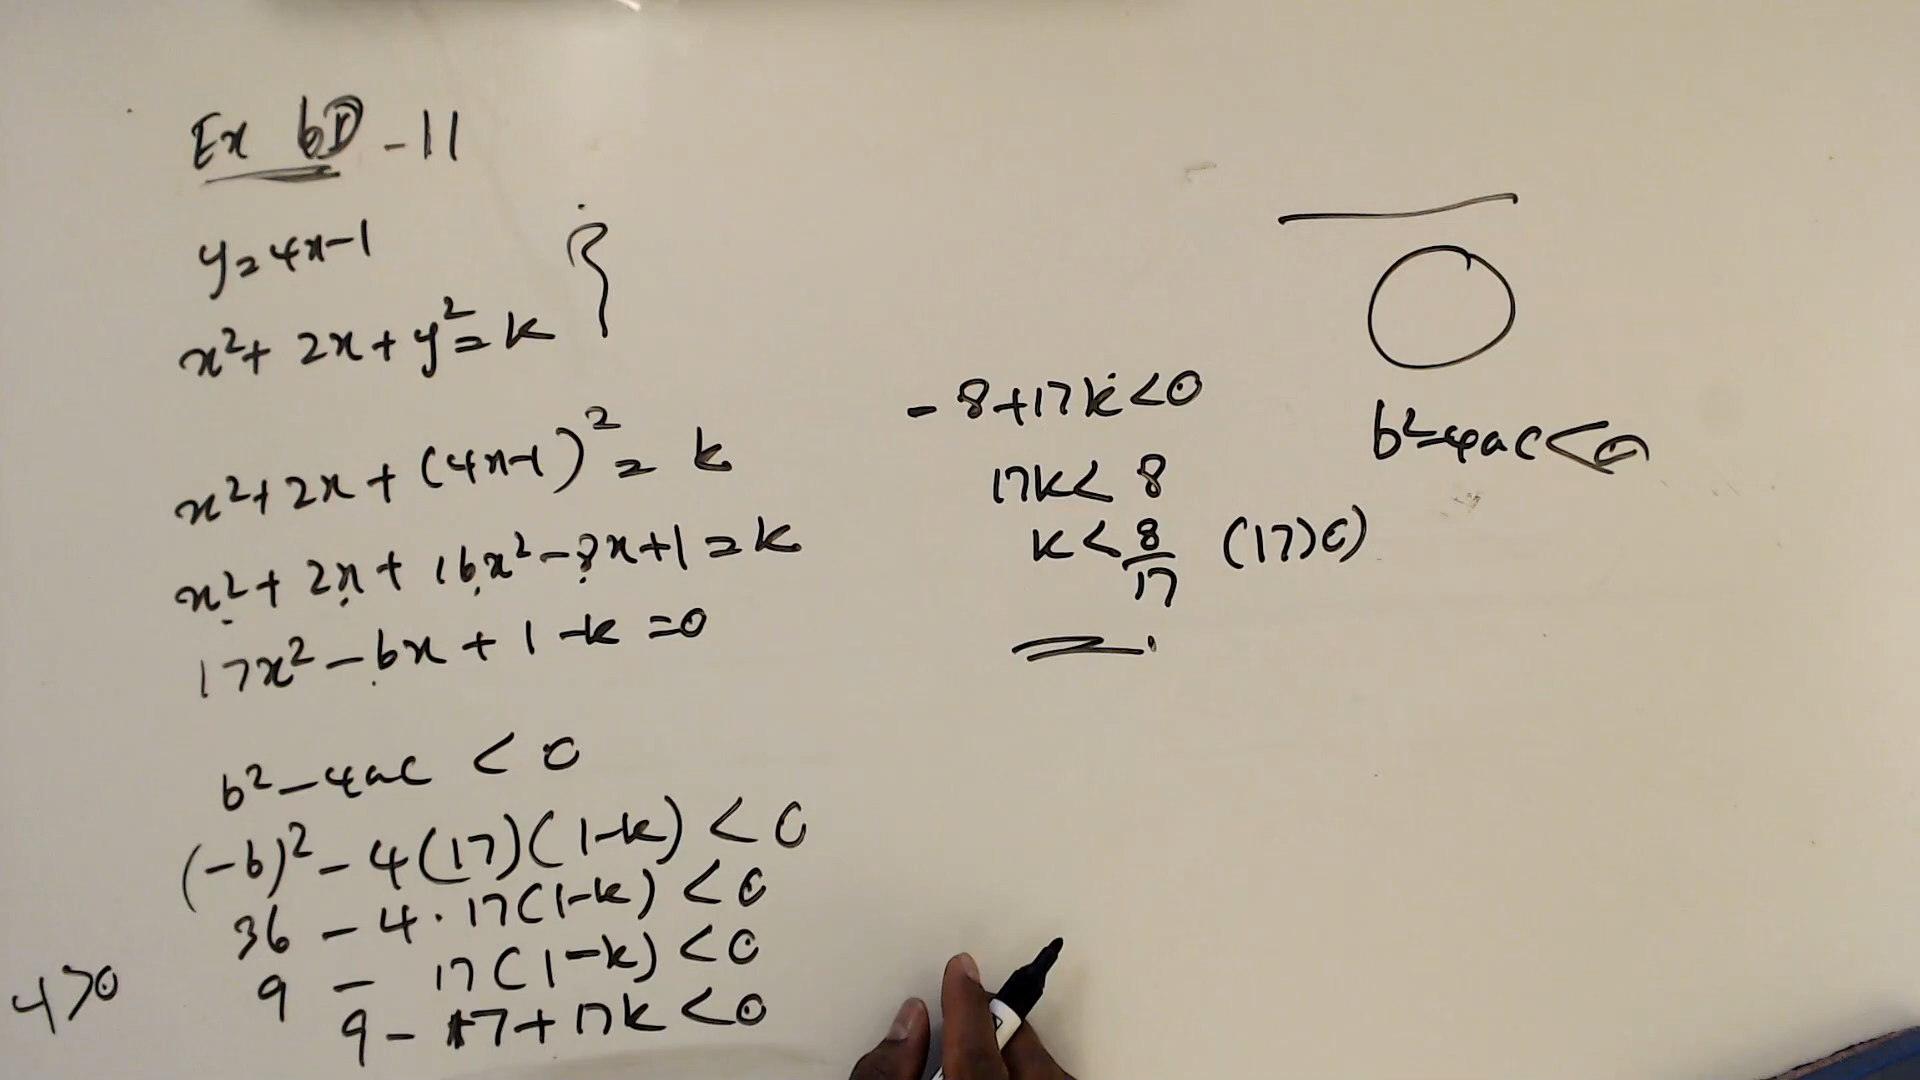 Ex 6D - 11
y = 4x-1
x² + 2x + y² = k
x² + 2x + (4x-1)² = k
x² + 2x + 16x² - 8x + 1 = k
17x² - 6x + 1 - k = 0
b² - 4ac < 0
(-6)² - 4(17)(1-k) < 0
36 - 4·17(1-k) < 0
4>0
9 - 17(1-k) < 0
9 - 17 + 17k < 0
-8 + 17k < 0
17k < 8
k < 8/17 (17>0)
b² - 4ac < 0